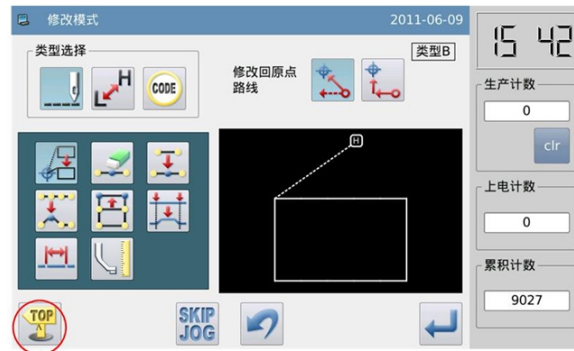 修改模式
2011-06-09
15 42
类型选择
H
CODE
修改回原点
路线
类型B
生产计数
0
clr
上电计数
0
累积计数
9027
H
TOP
SKIP
JOG